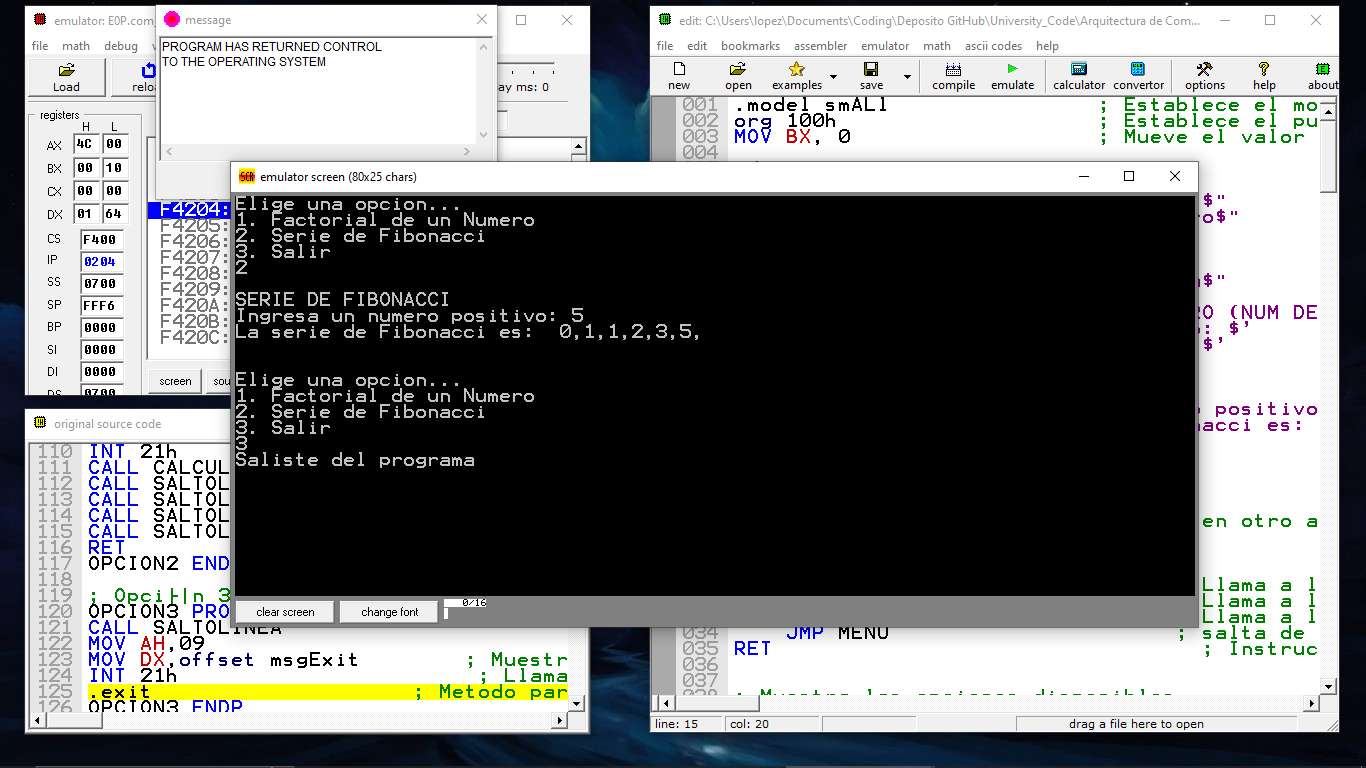 emulator: E0P.com_
file math debug
Load
reloa
registers
H L
AX 4C 00
BX 00 10
CX 00 00
DX 01 64
CS F400
IP 0204
SS 0700
SP FFF6
BP 0000
SI 0000
DI 0000
DS 0700
F4204:
F4205:
F4206:
F4207:
F4208:
F4209:
F420A:
F420B:
F420C:
screen sou
ay ms: 0
message
PROGRAM HAS RETURNED CONTROL
TO THE OPERATING SYSTEM
emulator screen (80x25 chars)
Elige una opcion...
1. Factorial de un Numero
2. Serie de Fibonacci
3. Salir
2
SERIE DE FIBONACCI
Ingresa un numero positivo: 5
La serie de Fibonacci es:  0,1,1,2,3,5,
Elige una opcion...
1. Factorial de un Numero
2. Serie de Fibonacci
3. Salir
3
Saliste del programa
clear screen change font 0/16
original source code
110 INT 21h
111 CALL CALCUL
112 CALL SALTOL
113 CALL SALTOL
114 CALL SALTOL
115 CALL SALTOL
116 RET
117 OPCION2 END
118
119 ; Opci├|n 3
120 OPCION3 PRO
121 CALL SALTOLINEA
122 MOV AH,09
123 MOV DX,offset msgExit ; Muestr
124 INT 21h ; Llama
125 .exit ; Metodo par
126 OPCION3 ENDP
edit: C:\Users\lopez\Documents\Coding\Deposito GitHub\University_Code\Arquitectura de Com...
file edit bookmarks assembler emulator math ascii codes help
new open examples save compile emulate calculator convertor options help about
001 .model smALl ; Establece el mo
002 org 100h ; Establece el pu
003 MOV BX, 0 ; Mueve el valor
004
$"
ro$"
n$"
RO (NUM DE
: $'
$'
o positivo
nacci es:
en otro a
Llama a l
Llama a l
Llama a l
034 JMP MENU ; salta de
035 RET ; Instruc
036
037
038 ; Muestra las opciones disponibles
line: 15 col: 20 drag a file here to open